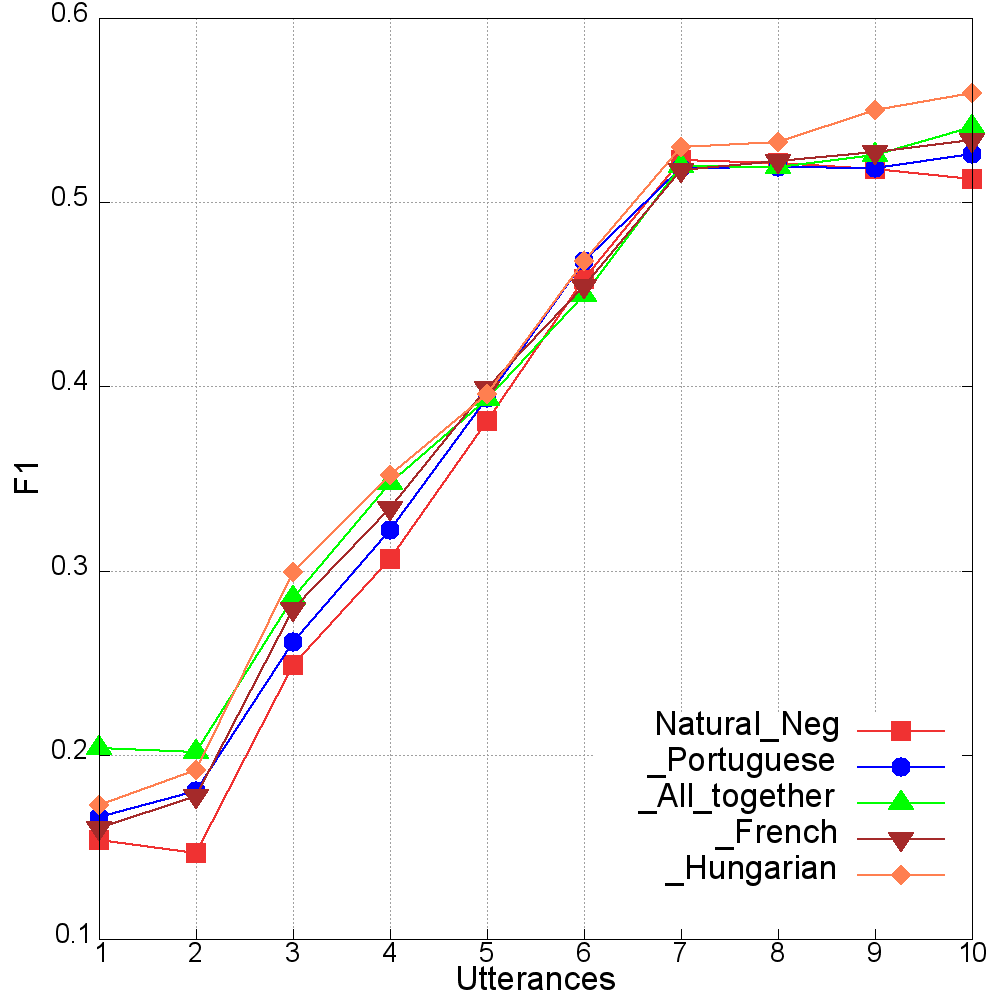 0.6
0.5
0.4
0.3
0.2
0.1
F1
Natural_Neg
_Portuguese
_All_together
_French
_Hungarian
1 2 3 4 5 6 7 8 9 10
Utterances